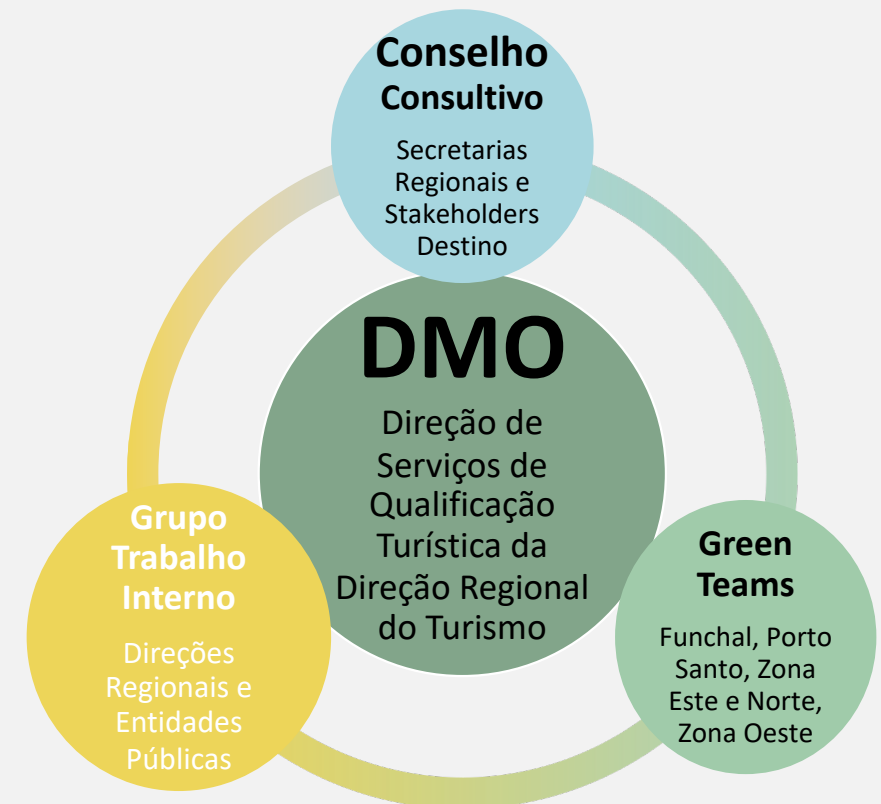 Conselho
Consultivo
Secretarias
Regionais e
Stakeholders
Destino
DMO
Direção de
Serviços de
Qualificação
Turística da
Direção Regional
do Turismo
Grupo
Trabalho
Interno
Direções
Regionais e
Entidades
Públicas
Green
Teams
Funchal, Porto
Santo, Zona
Este e Norte,
Zona Oeste